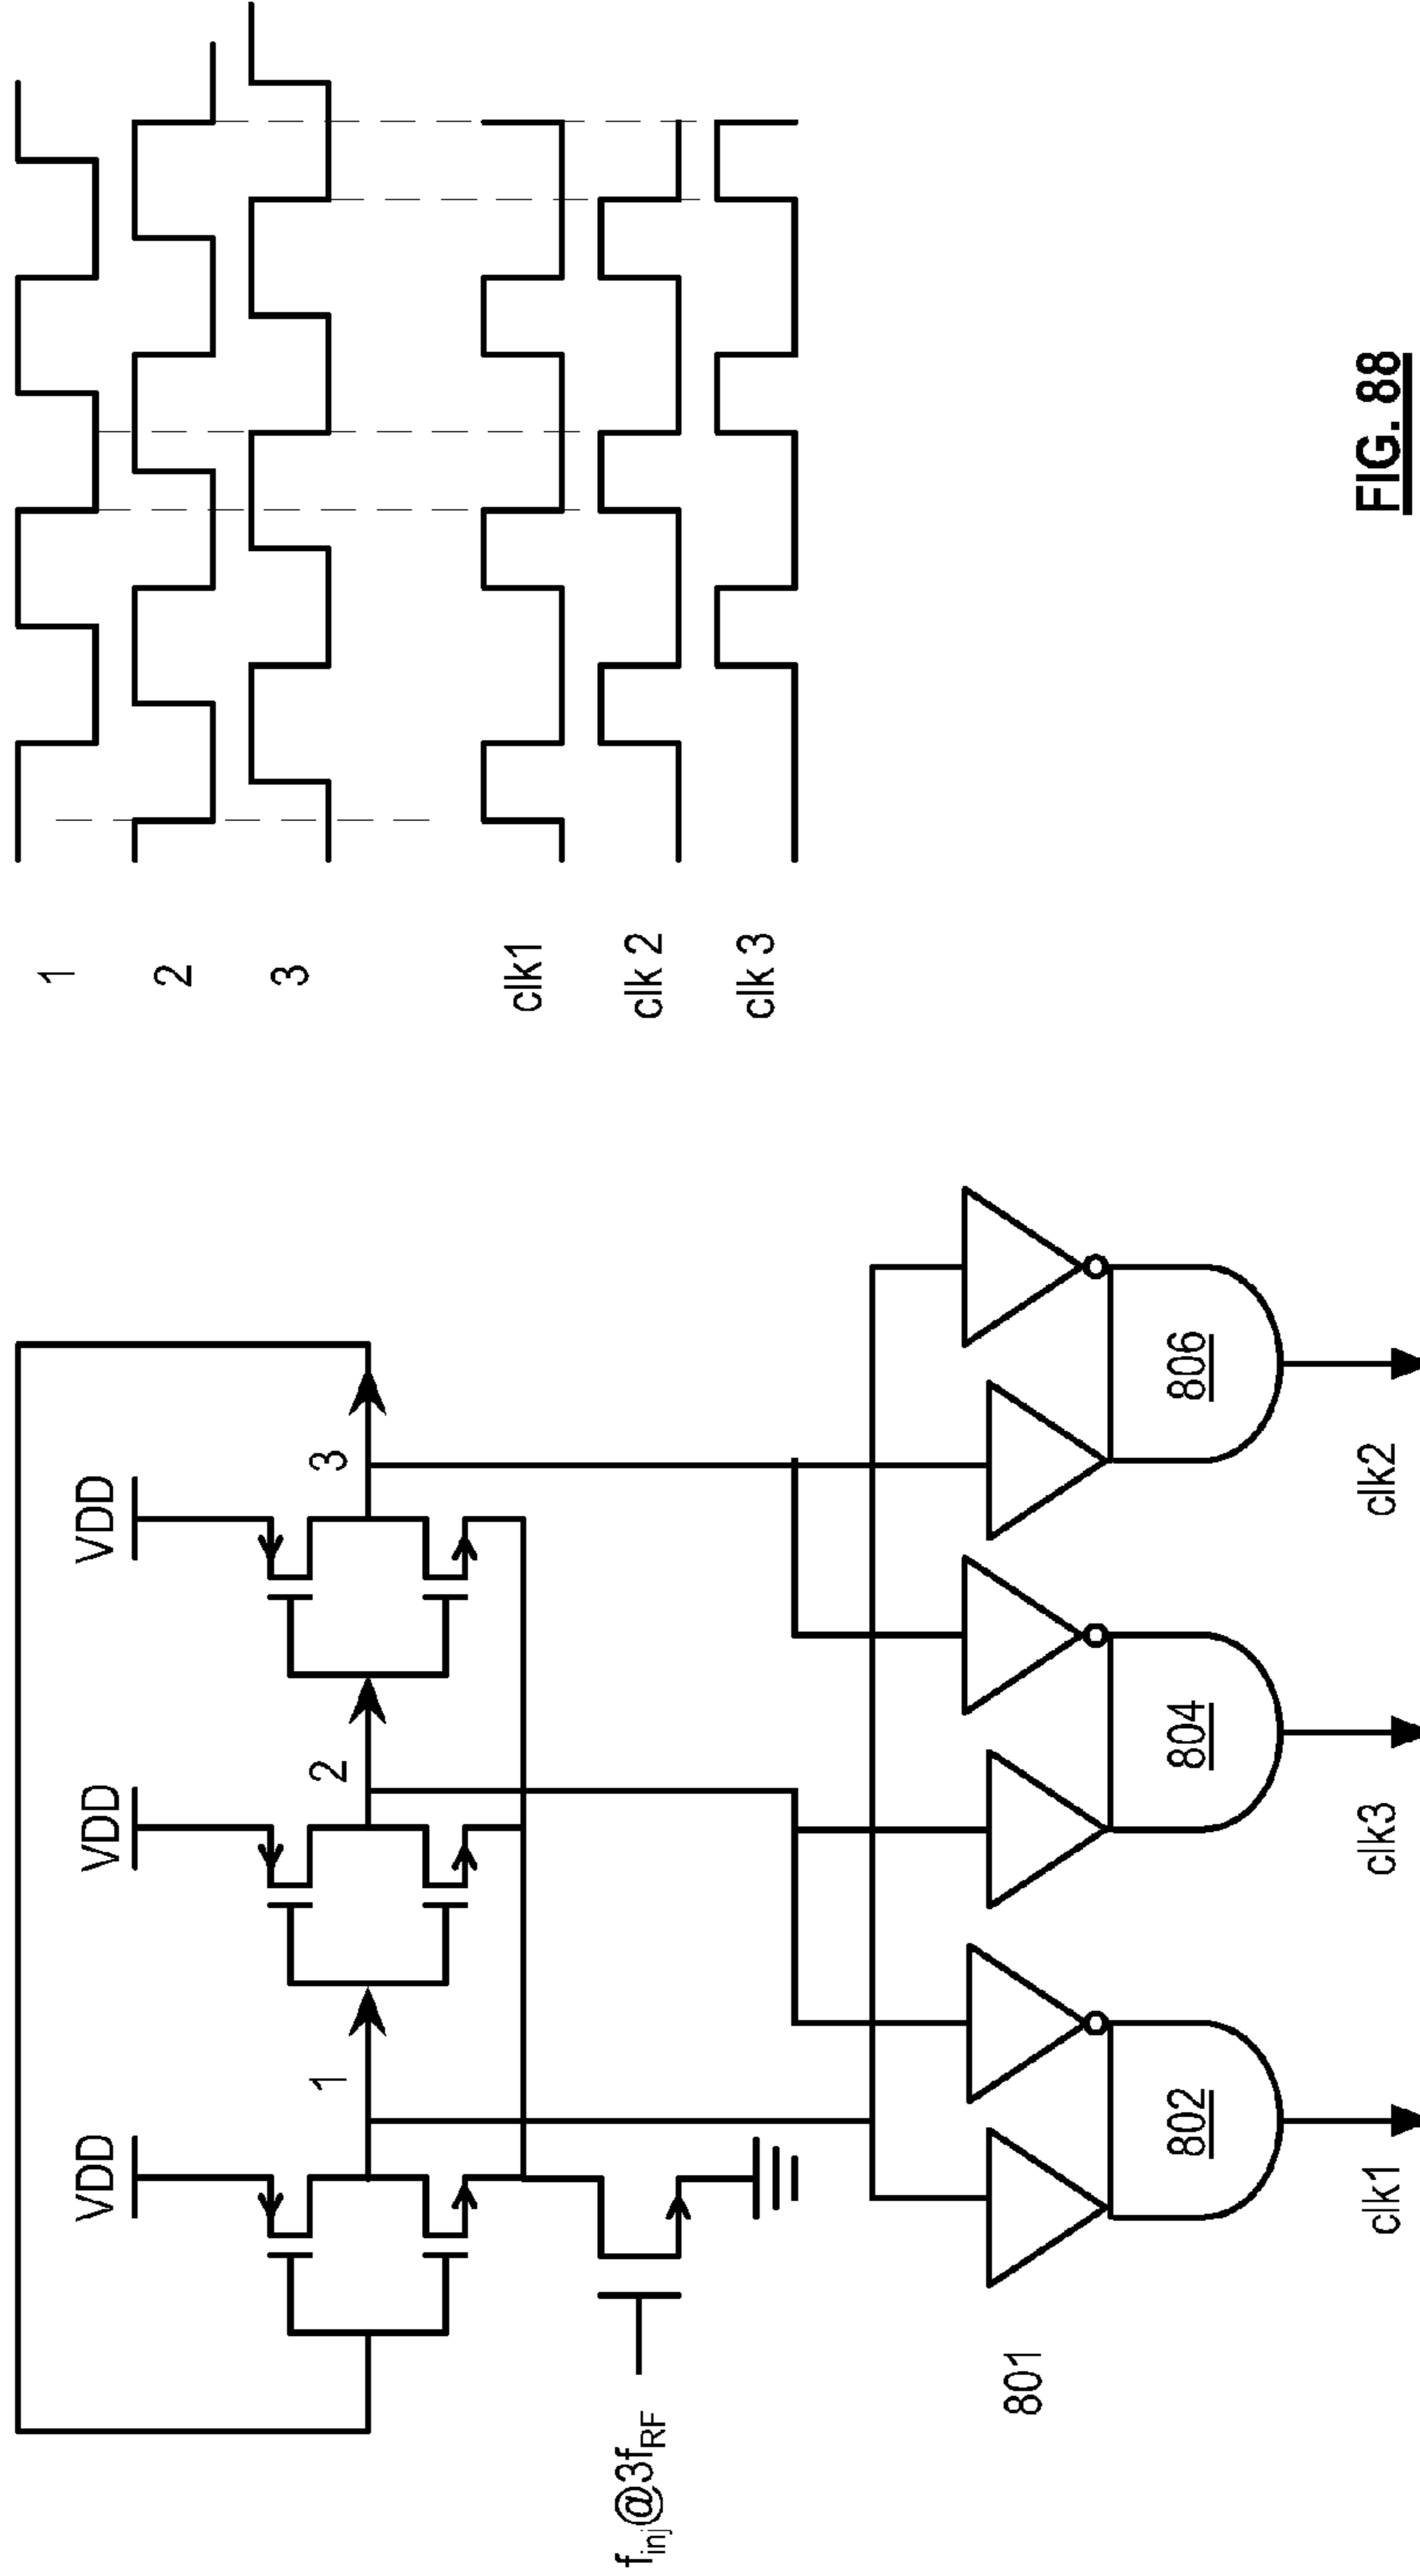 VDD
VDD
VDD
1
2
3
f_inj@3f_RF
801
802
804
806
clk1
clk3
clk2
1
2
3
clk1
clk 2
clk 3
FIG. 88